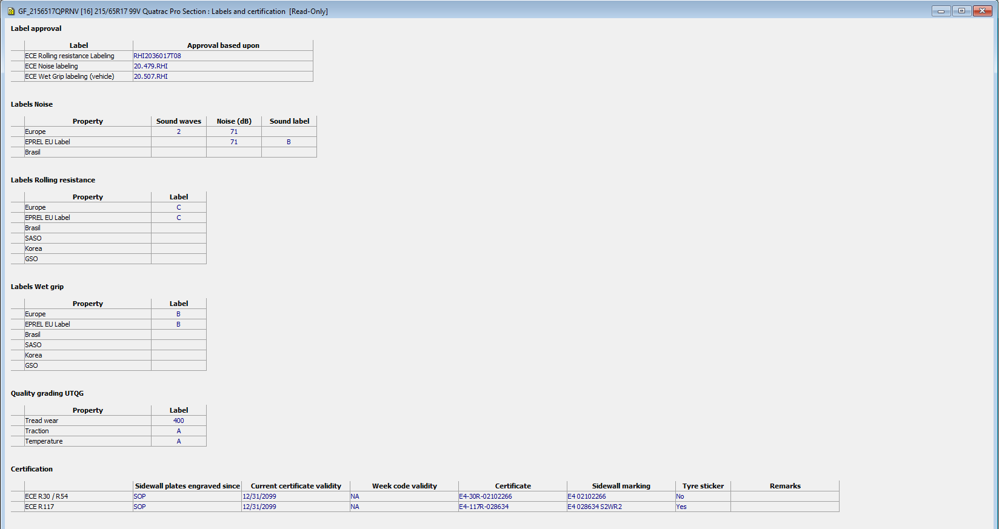 GF_2156517QPRNV [16] 215/65R17 99V Quatrac Pro Section : Labels and certification [Read-Only]
Label approval
Label Approval based upon
ECE Rolling resistance Labeling RHI2036017T08
ECE Noise labeling 20.479.RHI
ECE Wet Grip labeling (vehicle) 20.507.RHI
Labels Noise
Property Sound waves Noise (dB) Sound label
Europe 2 71
EPREL EU Label 71 B
Brasil
Labels Rolling resistance
Property Label
Europe C
EPREL EU Label C
Brasil
SASO
Korea
GSO
Labels Wet grip
Property Label
Europe B
EPREL EU Label B
Brasil
SASO
Korea
GSO
Quality grading UTQG
Property Label
Tread wear 400
Traction A
Temperature A
Certification
Sidewall plates engraved since Current certificate validity Week code validity Certificate Sidewall marking Tyre sticker Remarks
ECE R30 / R54 SOP 12/31/2099 NA E4-30R-02102266 E4 02102266 No
ECE R117 SOP 12/31/2099 NA E4-117R-028634 E4 028634 S2WR2 Yes